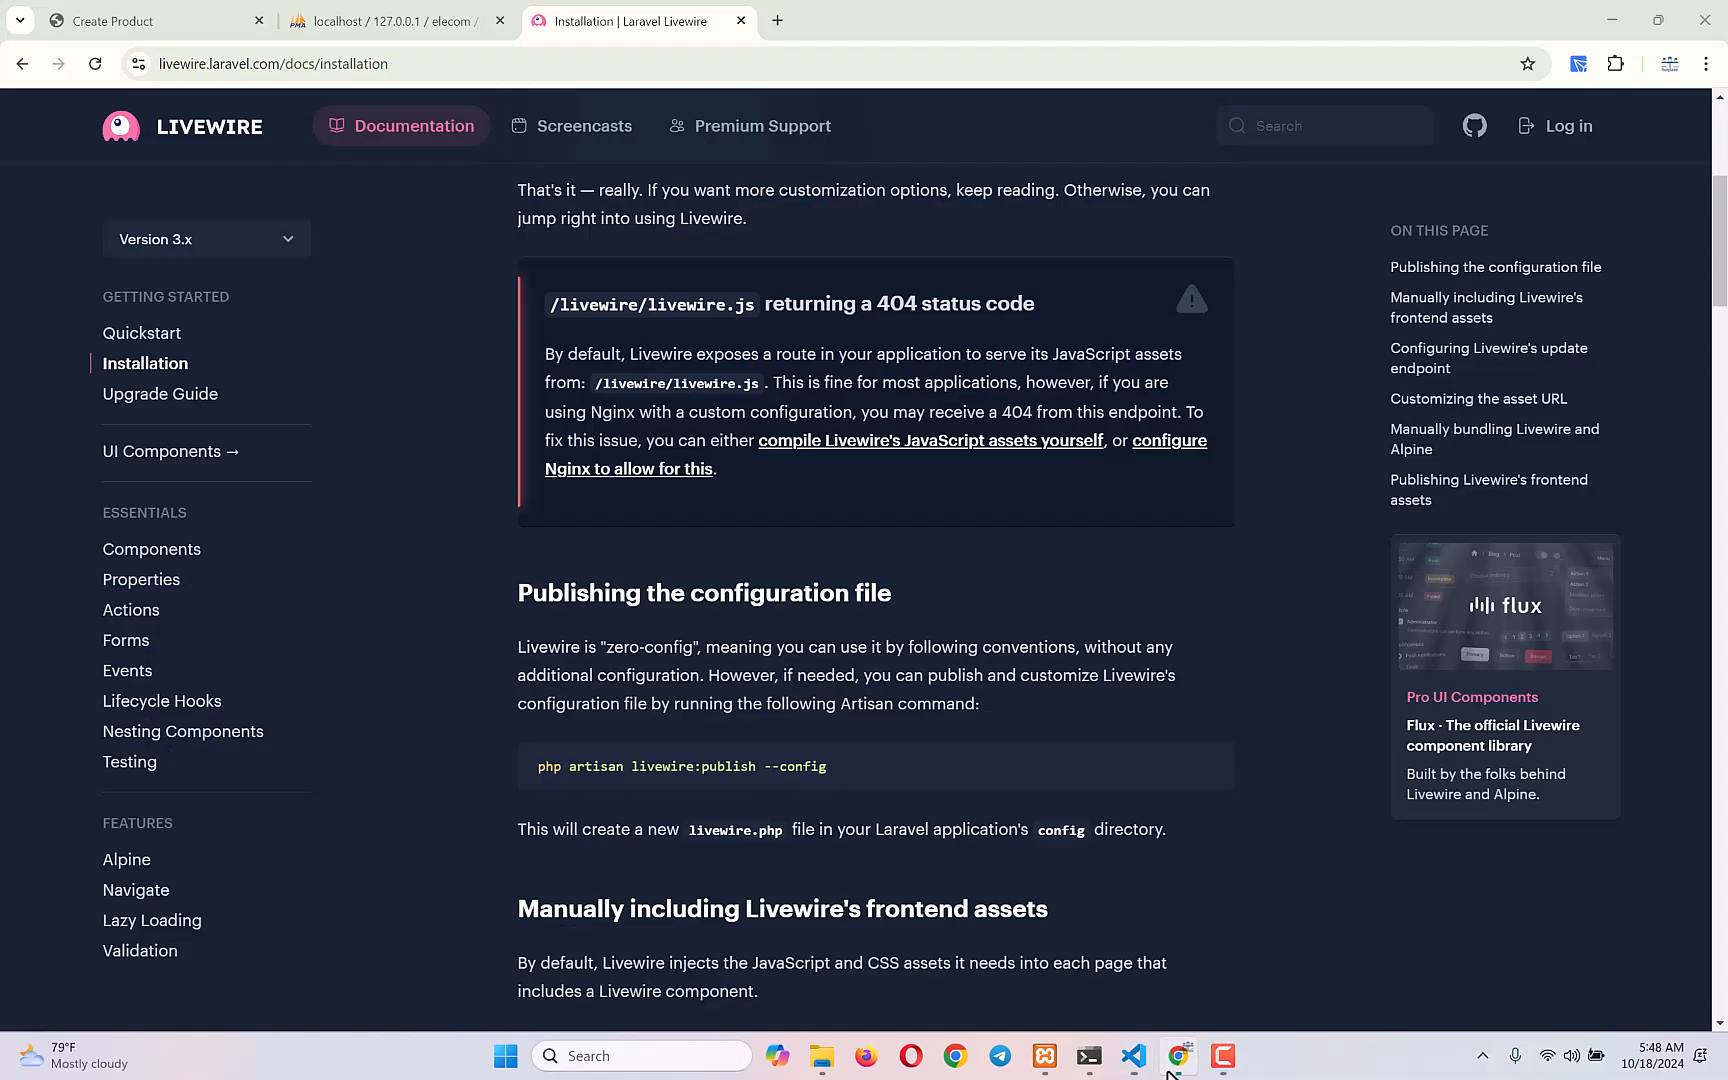 Create Product
localhost / 127.0.0.1 / elecom /
Installation | Laravel Livewire
livewire.laravel.com/docs/installation
LIVEWIRE
Documentation
Screencasts
Premium Support
Search
Log in
Version 3.x
GETTING STARTED
Quickstart
Installation
Upgrade Guide
UI Components →
ESSENTIALS
Components
Properties
Actions
Forms
Events
Lifecycle Hooks
Nesting Components
Testing
FEATURES
Alpine
Navigate
Lazy Loading
Validation
That's it — really. If you want more customization options, keep reading. Otherwise, you can
jump right into using Livewire.
/livewire/livewire.js returning a 404 status code
By default, Livewire exposes a route in your application to serve its JavaScript assets
from: /livewire/livewire.js. This is fine for most applications, however, if you are
using Nginx with a custom configuration, you may receive a 404 from this endpoint. To
fix this issue, you can either compile Livewire's JavaScript assets yourself, or configure
Nginx to allow for this.
Publishing the configuration file
Livewire is "zero-config", meaning you can use it by following conventions, without any
additional configuration. However, if needed, you can publish and customize Livewire's
configuration file by running the following Artisan command:
php artisan livewire:publish --config
This will create a new livewire.php file in your Laravel application's config directory.
Manually including Livewire's frontend assets
By default, Livewire injects the JavaScript and CSS assets it needs into each page that
includes a Livewire component.
ON THIS PAGE
Publishing the configuration file
Manually including Livewire's
frontend assets
Configuring Livewire's update
endpoint
Customizing the asset URL
Manually bundling Livewire and
Alpine
Publishing Livewire's frontend
assets
flux
Pro UI Components
Flux · The official Livewire
component library
Built by the folks behind
Livewire and Alpine.
79°F
Mostly cloudy
Search
5:48 AM
10/18/2024